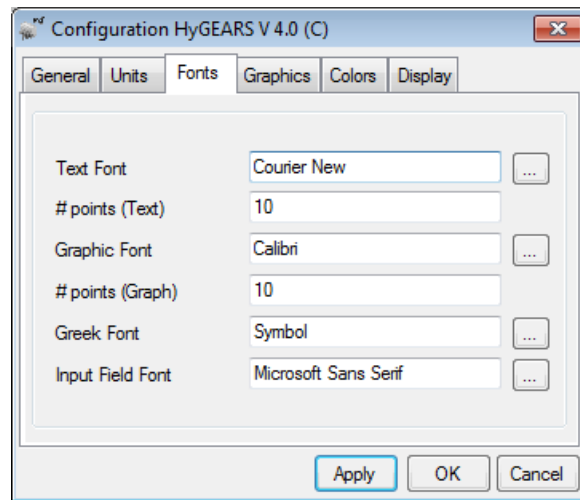 Configuration HyGEARS V 4.0 (C)
General Units Fonts Graphics Colors Display
Text Font Courier New ...
# points (Text) 10
Graphic Font Calibri ...
# points (Graph) 10
Greek Font Symbol ...
Input Field Font Microsoft Sans Serif ...
Apply OK Cancel